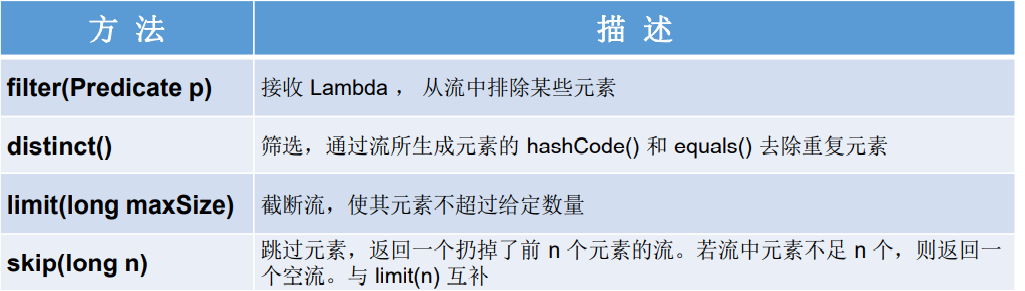 方 法
描 述
filter(Predicate p)
接收 Lambda ， 从流中排除某些元素
distinct()
筛选，通过流所生成元素的 hashCode() 和 equals() 去除重复元素
limit(long maxSize)
截断流，使其元素不超过给定数量
skip(long n)
跳过元素，返回一个扔掉了前 n 个元素的流。若流中元素不足 n 个，则返回一
个空流。与 limit(n) 互补